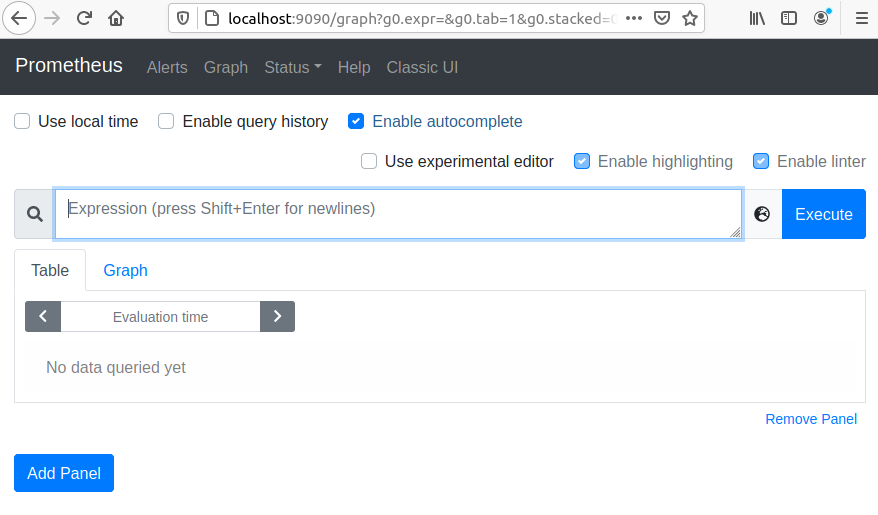 localhost:9090/graph?g0.expr=&g0.tab=1&g0.stacked=
Prometheus Alerts Graph Status Help Classic UI
Use local time Enable query history Enable autocomplete
Use experimental editor Enable highlighting Enable linter
Expression (press Shift+Enter for newlines) Execute
Table Graph
Evaluation time
No data queried yet
Remove Panel
Add Panel